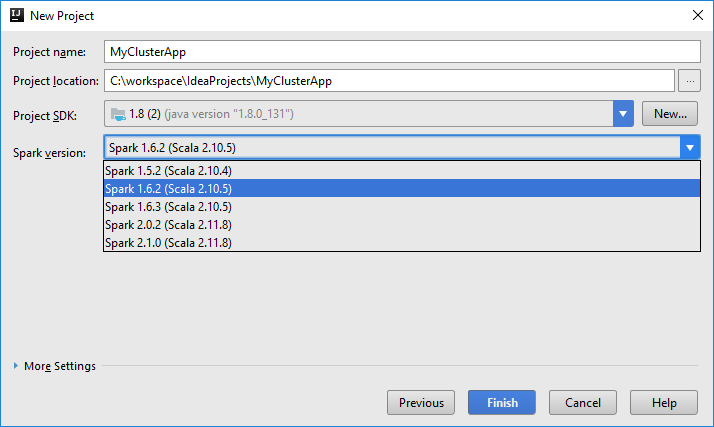 IJ New Project
Project name: MyClusterApp
Project location: C:\workspace\IdeaProjects\MyClusterApp ...
Project SDK: 1.8 (2) (java version "1.8.0_131") New...
Spark version: Spark 1.6.2 (Scala 2.10.5)
Spark 1.5.2 (Scala 2.10.4)
Spark 1.6.2 (Scala 2.10.5)
Spark 1.6.3 (Scala 2.10.5)
Spark 2.0.2 (Scala 2.11.8)
Spark 2.1.0 (Scala 2.11.8)
More Settings
Previous Finish Cancel Help